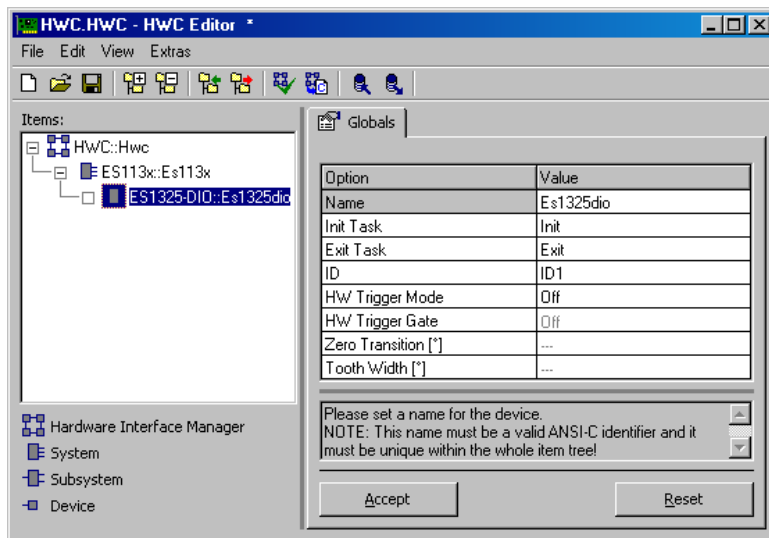 HWC.HWC - HWC Editor *
File Edit View Extras
Items:
HWC::Hwc
ES113x::Es113x
ES1325-DIO::Es1325dio
Hardware Interface Manager
System
Subsystem
Device
Globals
Option Value
Name Es1325dio
Init Task Init
Exit Task Exit
ID ID1
HW Trigger Mode Off
HW Trigger Gate Off
Zero Transition [°] ---
Tooth Width [°] ---
Please set a name for the device.
NOTE: This name must be a valid ANSI-C identifier and it
must be unique within the whole item tree!
Accept Reset